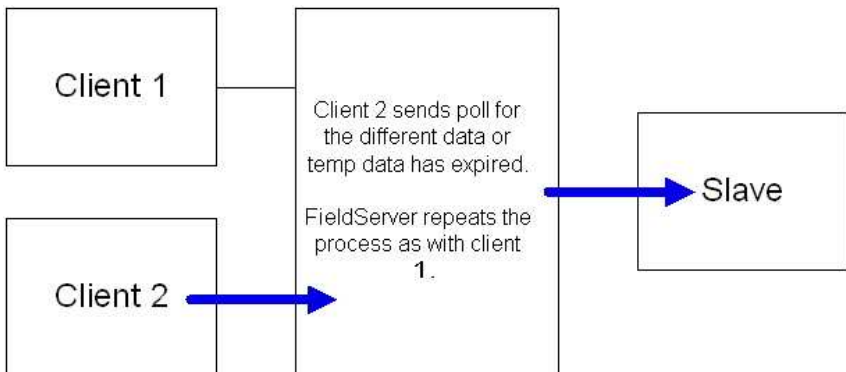 Client 1
Client 2 sends poll for
the different data or
temp data has expired.
FieldServer repeats the
process as with client
1.
Slave
Client 2